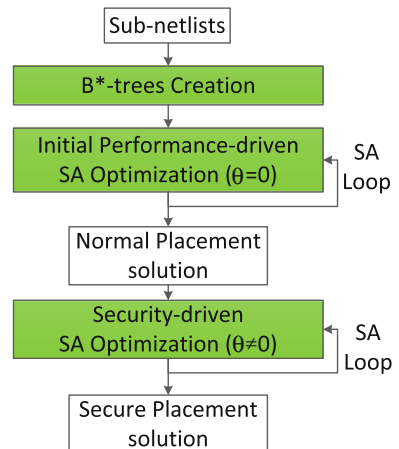 Sub-netlists
B*-trees Creation
Initial Performance-driven
SA Optimization (θ=0)
SA
Loop
Normal Placement
solution
Security-driven
SA Optimization (θ≠0)
SA
Loop
Secure Placement
solution